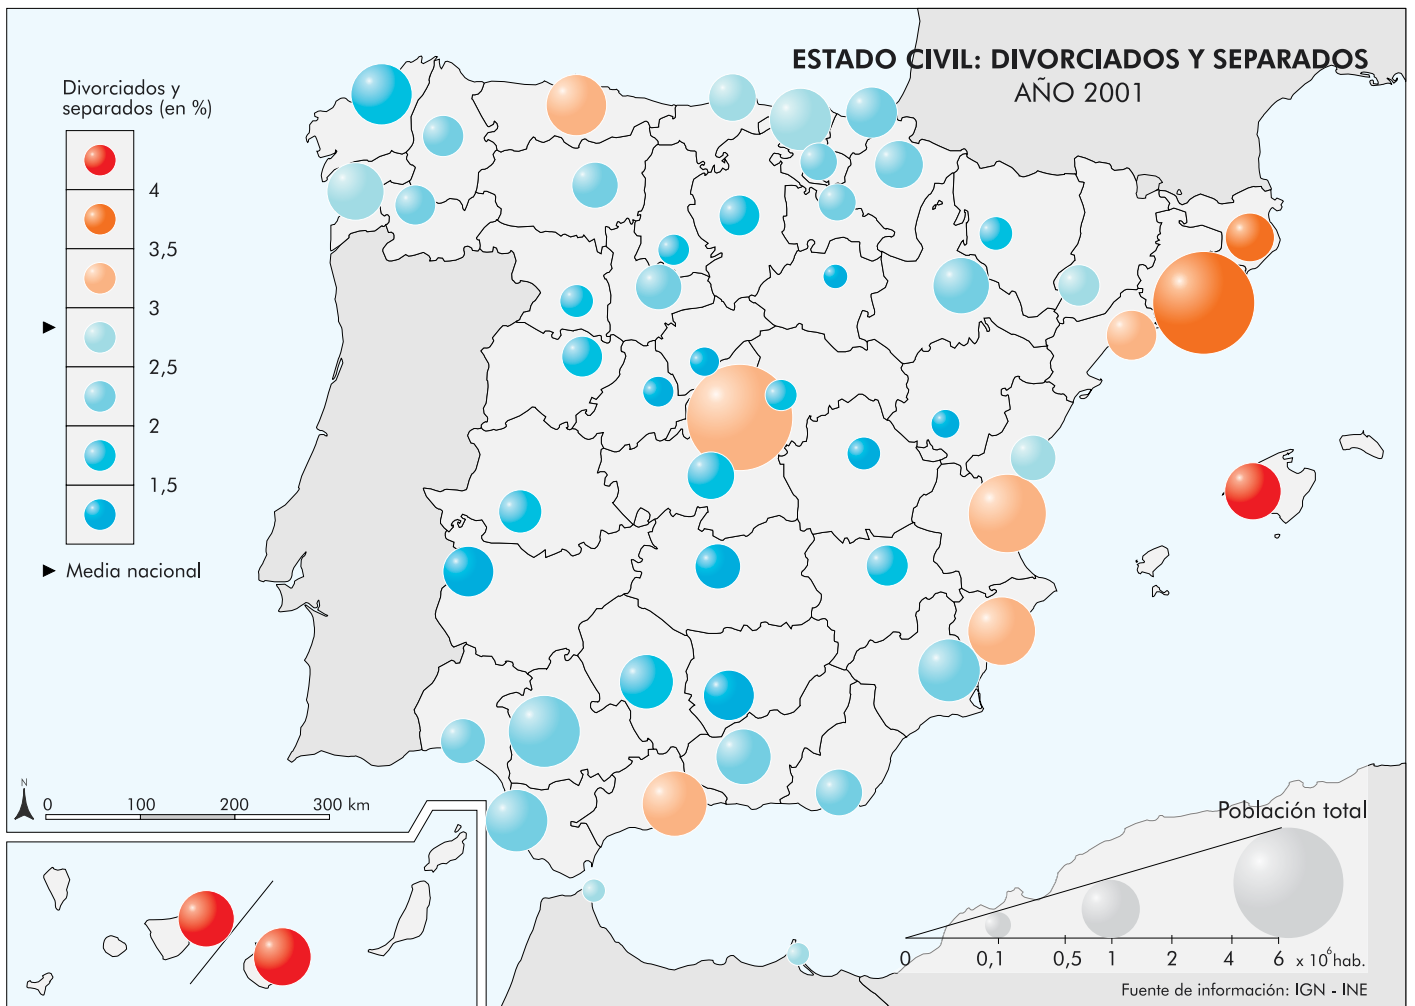 ESTADO CIVIL: DIVORCIADOS Y SEPARADOS
AÑO 2001
Divorciados y
separados (en %)
4
3,5
3
2,5
2
1,5
► Media nacional
N
0 100 200 300 km
Población total
0 0,1 0,5 1 2 4 6 x 10⁶ hab.
Fuente de información: IGN - INE